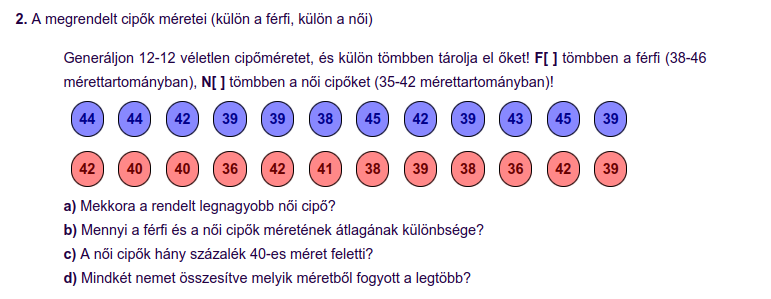 2. A megrendelt cipők méretei (külön a férfi, külön a női)
Generáljon 12-12 véletlen cipőméretet, és külön tömbben tárolja el őket! F[ ] tömbben a férfi (38-46
mérettartományban), N[ ] tömbben a női cipőket (35-42 mérettartományban)!
44 44 42 39 39 38 45 42 39 43 45 39
42 40 40 36 42 41 38 39 38 36 42 39
a) Mekkora a rendelt legnagyobb női cipő?
b) Mennyi a férfi és a női cipők méretének átlagának különbsége?
c) A női cipők hány százalék 40-es méret feletti?
d) Mindkét nemet összesítve melyik méretből fogyott a legtöbb?